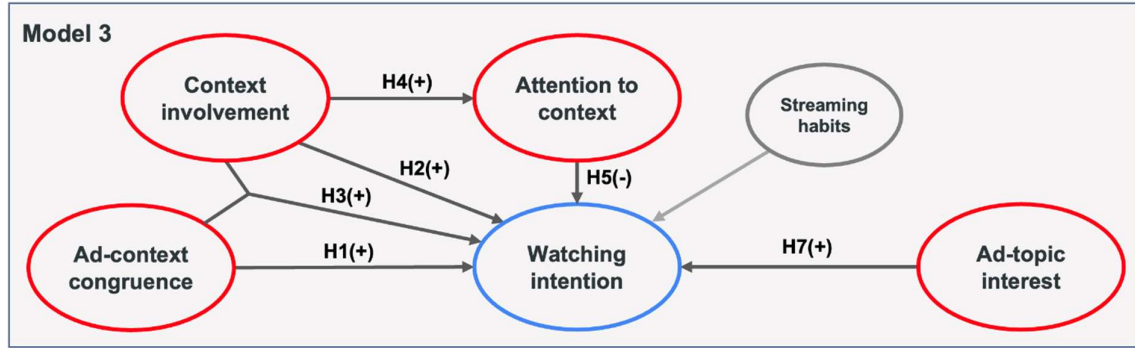 Model 3
Context
involvement
H4(+)
Attention to
context
Streaming
habits
H2(+)
H5(-)
H3(+)
Ad-context
congruence
H1(+)
Watching
intention
H7(+)
Ad-topic
interest